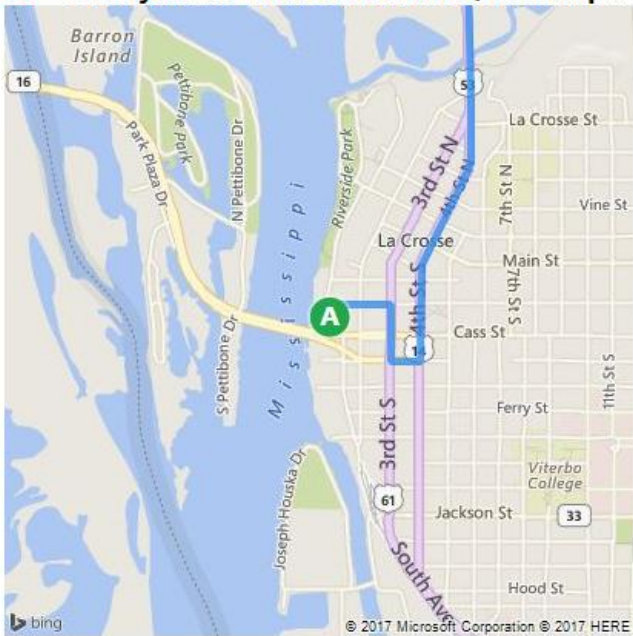 Barron
Island
16
Pettibone park
Park Plaza Dr
N Pettibone Dr
S Pettibone Dr
Mississippi
Riverside Park
53
La Crosse St
3rd St N
4th St N
7th St N
Vine St
La Crosse
Main St
7th St S
A
4th St S
Cass St
14
11th St S
Ferry St
3rd St S
Viterbo
College
61
Jackson St
33
Joseph Houska Dr
South Ave
Hood St
bing
© 2017 Microsoft Corporation © 2017 HERE